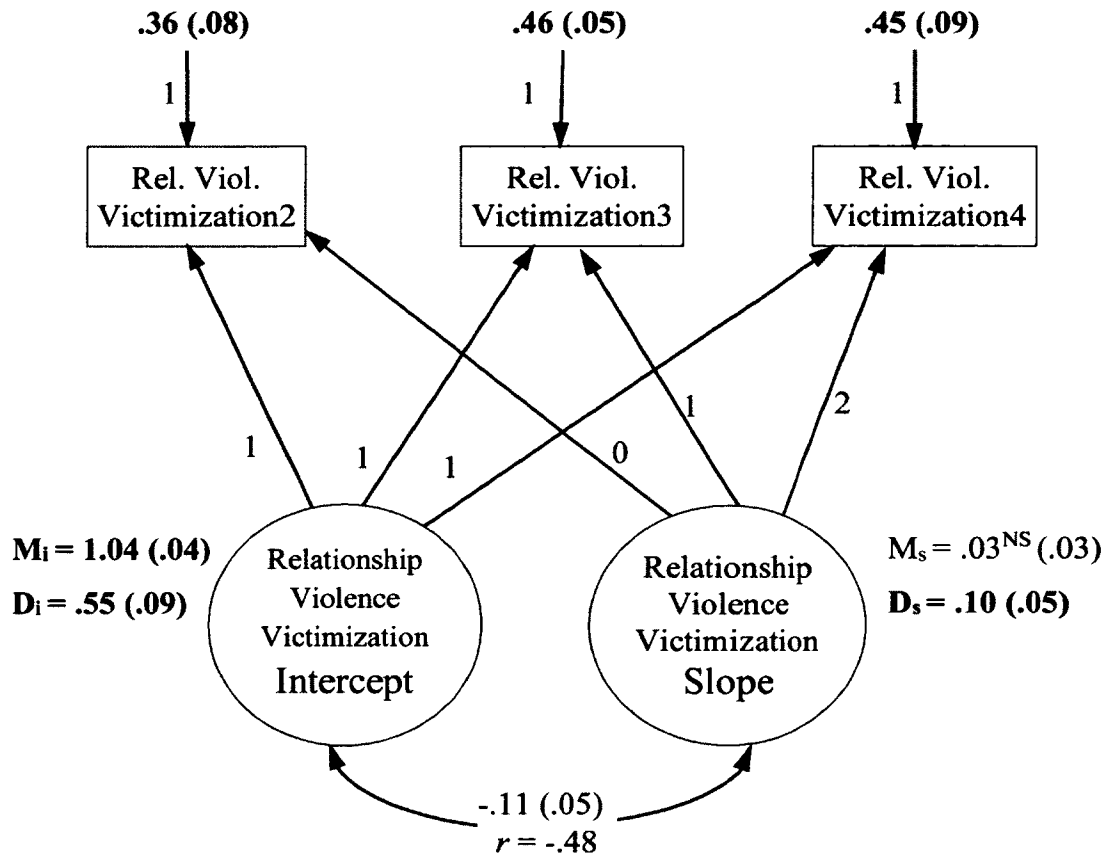 .36 (.08)
.46 (.05)
.45 (.09)
1
1
1
Rel. Viol.
Victimization2
Rel. Viol.
Victimization3
Rel. Viol.
Victimization4
1
1
1
0
1
2
Mi = 1.04 (.04)
Di = .55 (.09)
Relationship
Violence
Victimization
Intercept
Relationship
Violence
Victimization
Slope
Ms = .03NS (.03)
Ds = .10 (.05)
-.11 (.05)
r = -.48